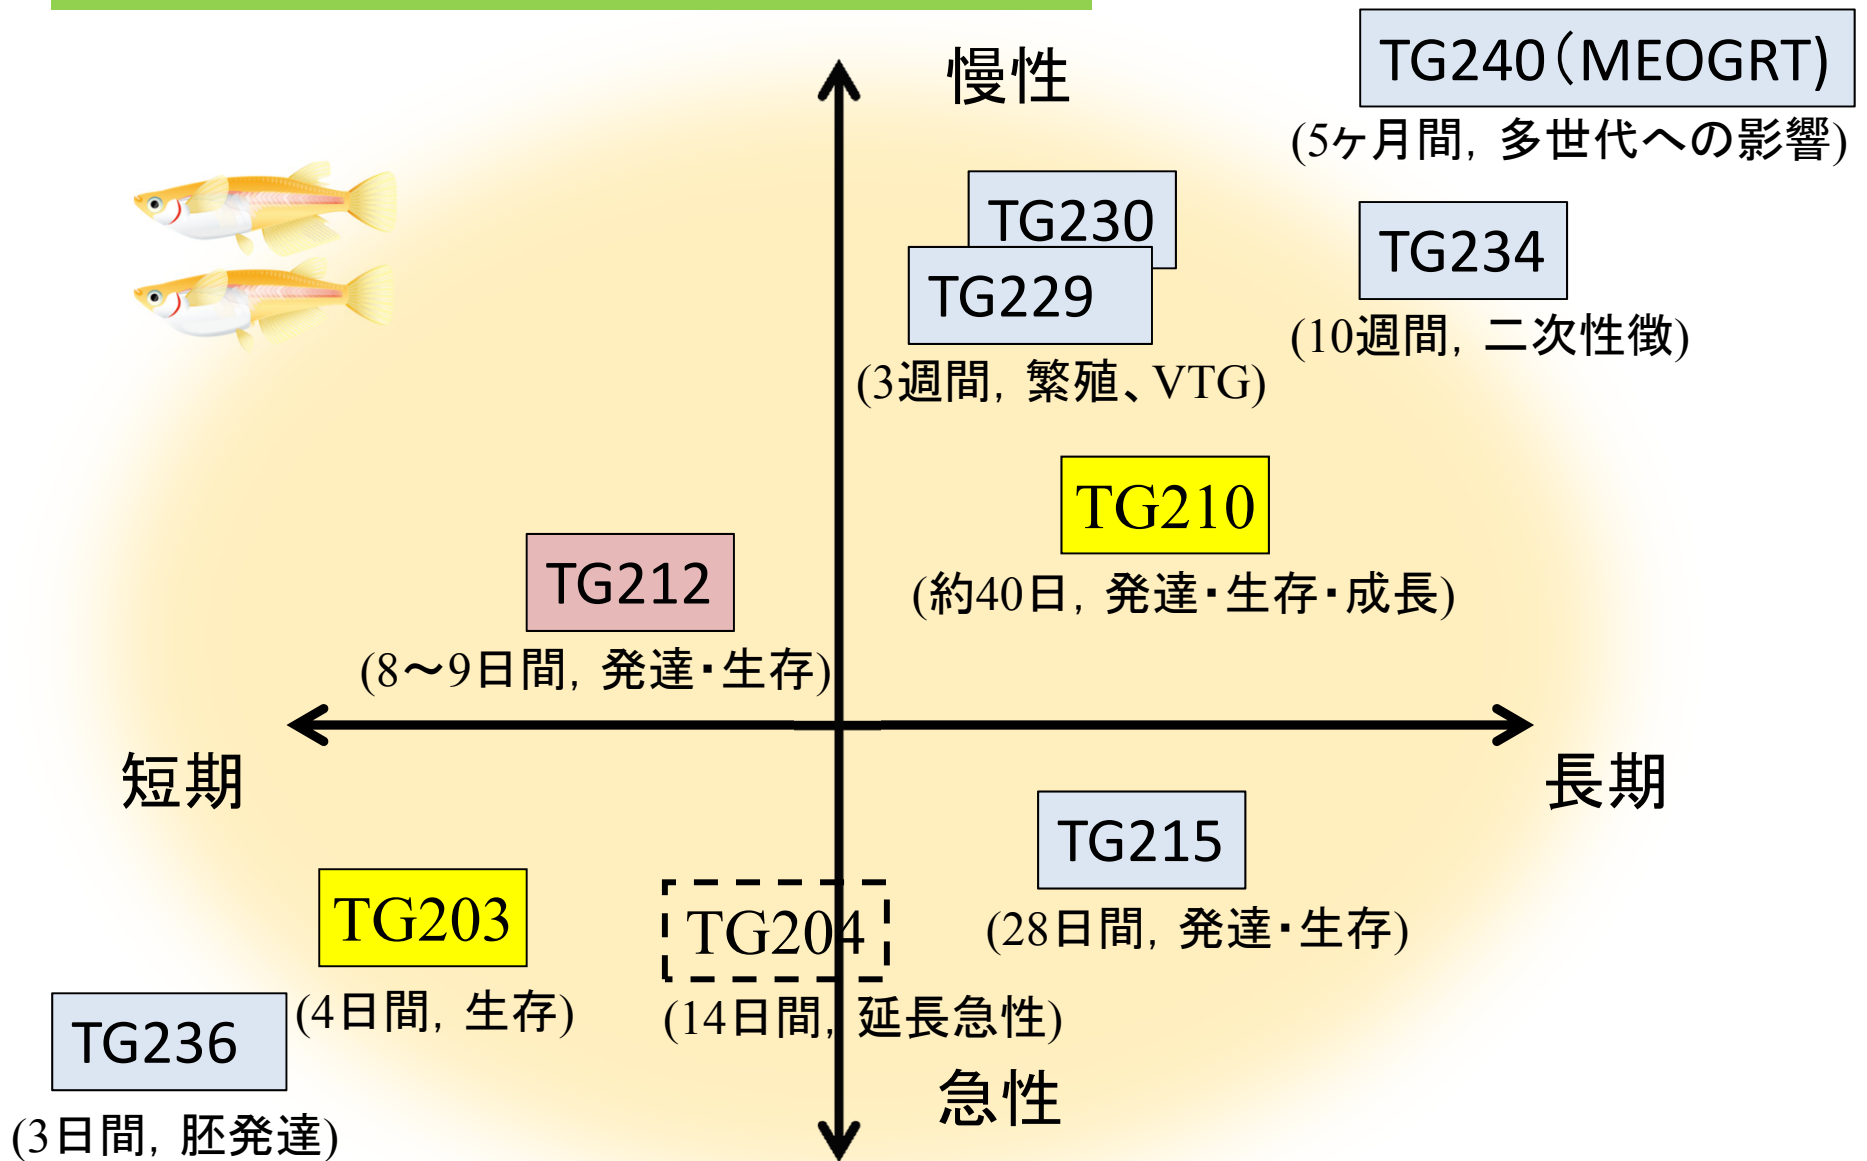 慢性
TG240（MEOGRT)
(5ヶ月間, 多世代への影響)
TG230
TG229
(3週間, 繁殖、VTG)
TG234
(10週間, 二次性徴)
TG210
(約40日, 発達・生存・成長)
TG212
(8～9日間, 発達・生存)
短期
長期
TG215
(28日間, 発達・生存)
TG203
(4日間, 生存)
TG204
(14日間, 延長急性)
TG236
(3日間, 胚発達)
急性